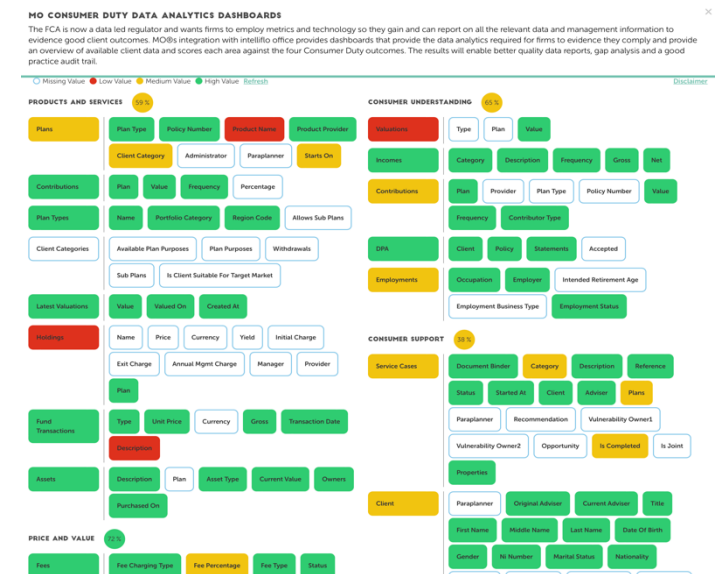 MO CONSUMER DUTY DATA ANALYTICS DASHBOARDS
The FCA is now a data led regulator and wants firms to employ metrics and technology so they gain and can report on all the relevant data and management information to
evidence good client outcomes. MO®s integration with intelliflo office provides dashboards that provide the data analytics required for firms to evidence they comply and provide
an overview of available client data and scores each area against the four Consumer Duty outcomes. The results will enable better quality data reports, gap analysis and a good
practice audit trail.
Missing Value Low Value Medium Value High Value Refresh Disclaimer
PRODUCTS AND SERVICES 59 %
Plans Plan Type Policy Number Product Name Product Provider
Client Category Administrator Paraplanner Starts On
Contributions Plan Value Frequency Percentage
Plan Types Name Portfolio Category Region Code Allows Sub Plans
Client Categories Available Plan Purposes Plan Purposes Withdrawals
Sub Plans Is Client Suitable For Target Market
Latest Valuations Value Valued On Created At
Holdings Name Price Currency Yield Initial Charge
Exit Charge Annual Mgmt Charge Manager Provider
Plan
Fund
Transactions
Type Unit Price Currency Gross Transaction Date
Description
Assets Description Plan Asset Type Current Value Owners
Purchased On
PRICE AND VALUE 72 %
Fees Fee Charging Type Fee Percentage Fee Type Status
CONSUMER UNDERSTANDING 65 %
Valuations Type Plan Value
Incomes Category Description Frequency Gross Net
Contributions Plan Provider Plan Type Policy Number Value
Frequency Contributor Type
DPA Client Policy Statements Accepted
Employments Occupation Employer Intended Retirement Age
Employment Business Type Employment Status
CONSUMER SUPPORT 38 %
Service Cases Document Binder Category Description Reference
Status Started At Client Adviser Plans
Paraplanner Recommendation Vulnerability Owner1
Vulnerability Owner2 Opportunity Is Completed Is Joint
Properties
Client Paraplanner Original Adviser Current Adviser Title
First Name Middle Name Last Name Date Of Birth
Gender Ni Number Marital Status Nationality